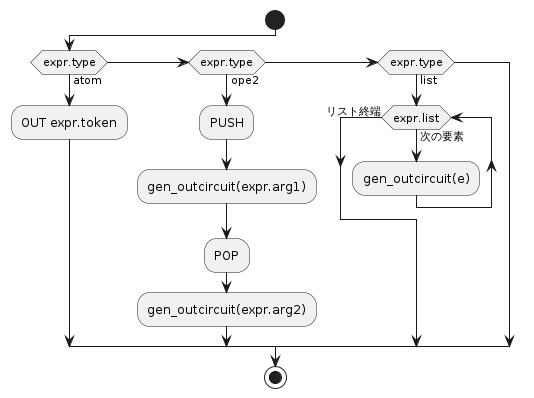 expr.type
atom
OUT expr.token
expr.type
ope2
PUSH
gen_outcircuit(expr.arg1)
POP
gen_outcircuit(expr.arg2)
expr.type
list
リスト終端
expr.list
次の要素
gen_outcircuit(e)